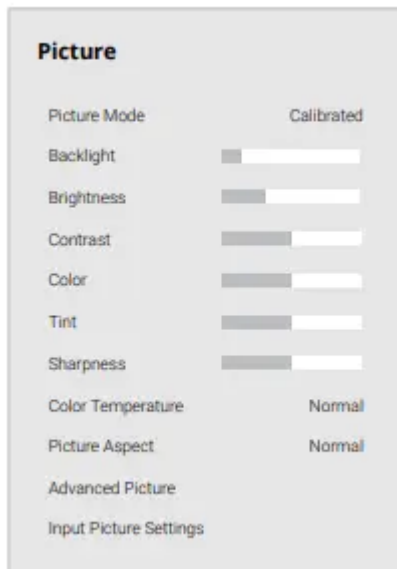 Picture
Picture Mode Calibrated
Backlight
Brightness
Contrast
Color
Tint
Sharpness
Color Temperature Normal
Picture Aspect Normal
Advanced Picture
Input Picture Settings